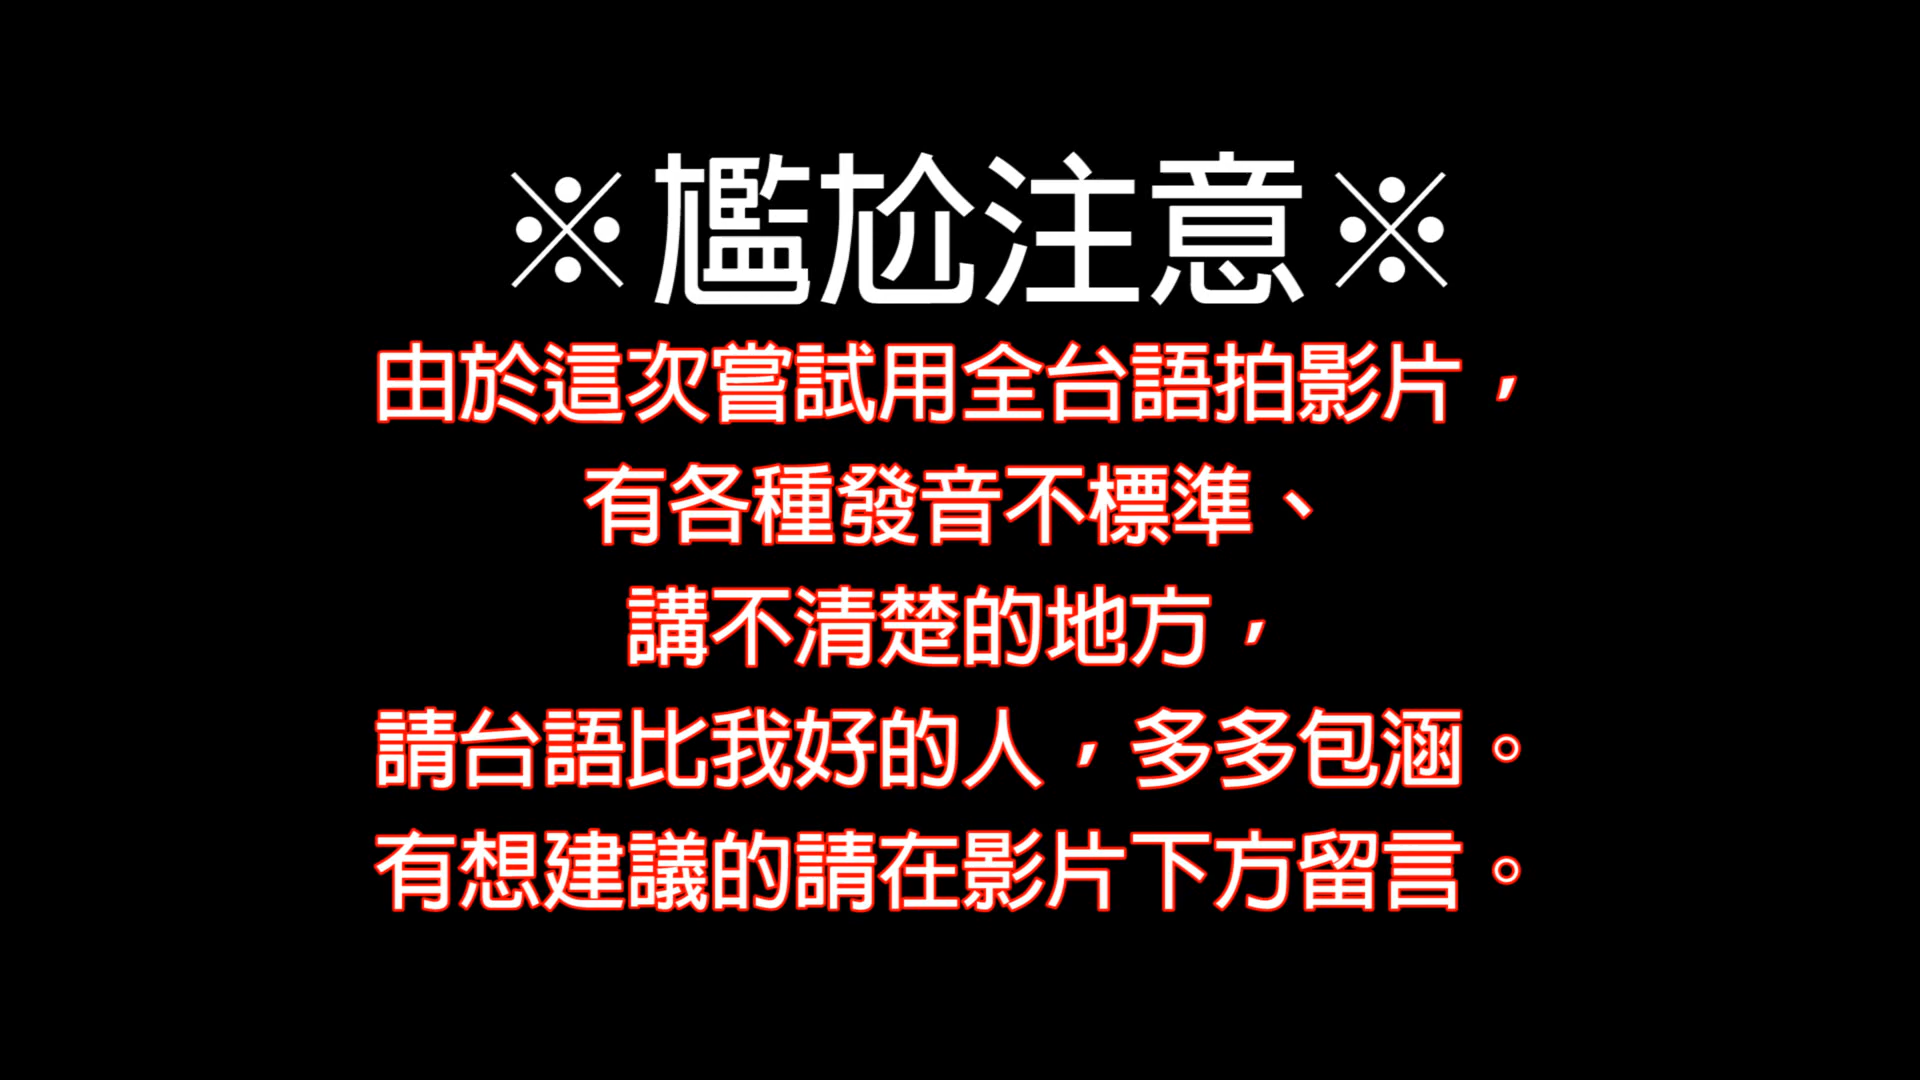 ※尷尬注意※
由於這次嘗試用全台語拍影片，
有各種發音不標準、
講不清楚的地方，
請台語比我好的人，多多包涵。
有想建議的請在影片下方留言。